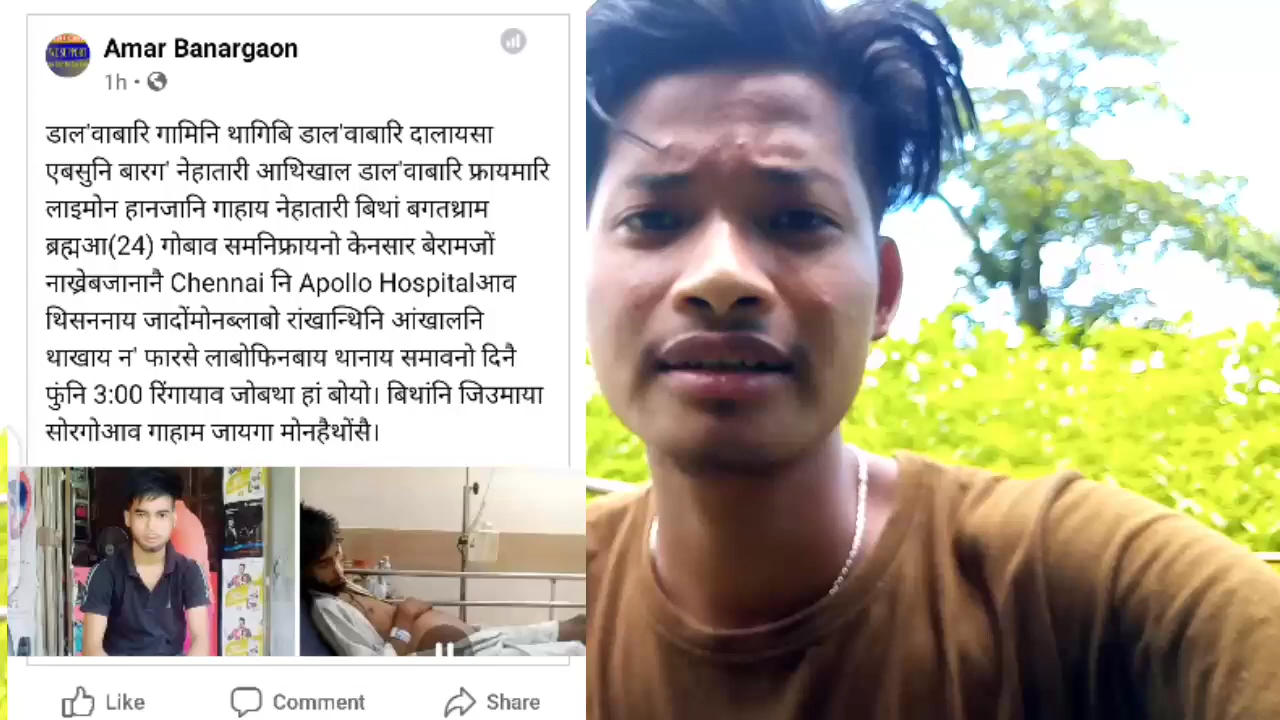 Amar Banargaon
1h
डाल'वाबारि गामिनि थागिबि डाल'वाबारि दालायसा
एबसुनि बारग' नेहातारी आथिखाल डाल'वाबारि फ्रायमारि
लाइमोन हानजानि गाहाय नेहातारी बिथां बगतथ्राम
ब्रह्मआ(24) गोबाव समनिफ्रायनो केनसार बेरामजों
नाख्रेबजानानै Chennai नि Apollo Hospitalआव
थिसननाय जादोंमोनब्लाबो रांखान्थिनि आंखालनि
थाखाय न' फारसे लाबोफिनबाय थानाय समावनो दिनै
फुंनि 3:00 रिंगायाव जोबथा हां बोयो। बिथांनि जिउमाया
सोरगोआव गाहाम जायगा मोनहैथोंसै।
Like Comment Share